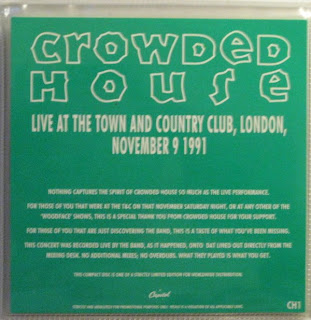 CROWDED
HOUSE
LIVE AT THE TOWN AND COUNTRY CLUB, LONDON,
NOVEMBER 9 1991
NOTHING CAPTURES THE SPIRIT OF CROWDED HOUSE SO MUCH AS THE LIVE PERFORMANCE.
FOR THOSE OF YOU THAT WERE AT THE T&C ON THAT NOVEMBER SATURDAY NIGHT, OR AT ANY OTHER OF THE
"WOODFACE" SHOWS, THIS IS A SPECIAL THANK YOU FROM CROWDED HOUSE FOR YOUR SUPPORT.
FOR THOSE OF YOU THAT ARE JUST DISCOVERING THE BAND, THIS IS A TASTE OF WHAT YOU'VE BEEN MISSING.
THIS CONCERT WAS RECORDED LIVE BY THE BAND, AS IT HAPPENED, ONTO DAT LINES-OUT DIRECTLY FROM THE
MIXING DESK. NO ADDITIONAL MIXES; NO OVERDUBS. WHAT THEY PLAYED IS WHAT YOU GET.
THIS COMPACT DISC IS ONE OF A STRICTLY LIMITED EDITION FOR WORLDWIDE DISTRIBUTION.
Capitol
CH1